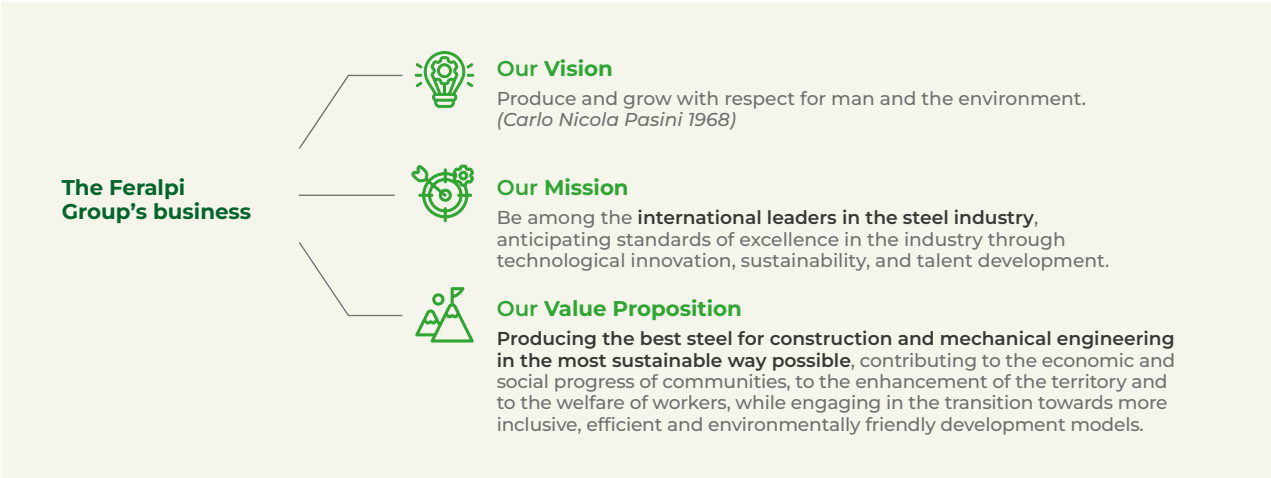 The Feralpi
Group's business
Our Vision
Produce and grow with respect for man and the environment.
(Carlo Nicola Pasini 1968)
Our Mission
Be among the international leaders in the steel industry,
anticipating standards of excellence in the industry through
technological innovation, sustainability, and talent development.
Our Value Proposition
Producing the best steel for construction and mechanical engineering
in the most sustainable way possible, contributing to the economic and
social progress of communities, to the enhancement of the territory and
to the welfare of workers, while engaging in the transition towards more
inclusive, efficient and environmentally friendly development models.